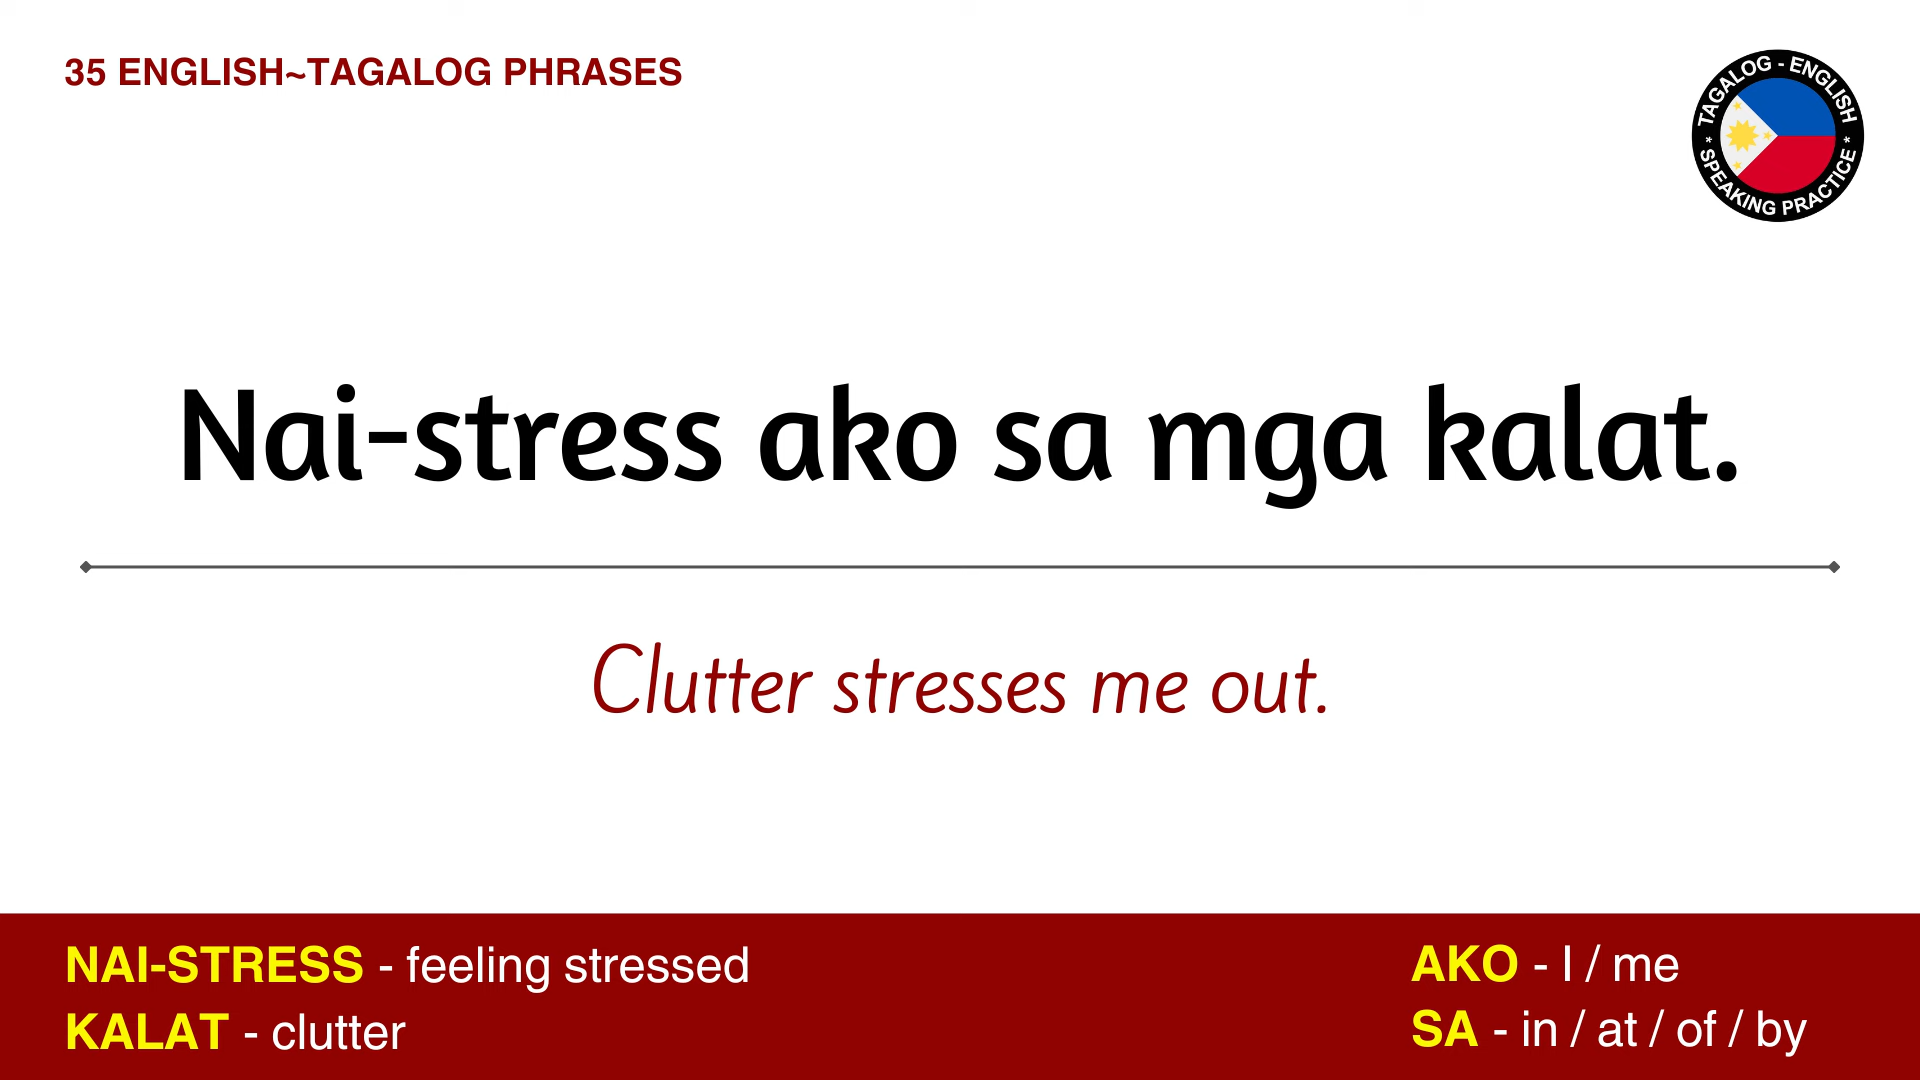 35 ENGLISH~TAGALOG PHRASES
TAGALOG - ENGLISH
* SPEAKING PRACTICE *
Nai-stress ako sa mga kalat.
Clutter stresses me out.
NAI-STRESS - feeling stressed
KALAT - clutter
AKO - I / me
SA - in / at / of / by